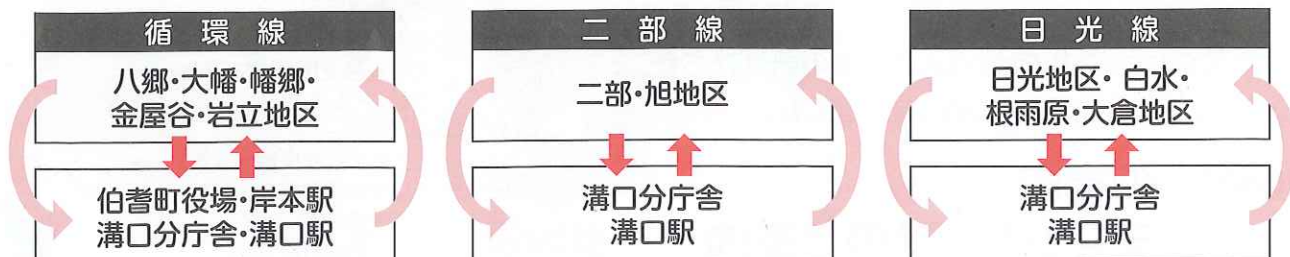 循環線
八郷・大幡・幡郷・
金屋谷・岩立地区
伯耆町役場・岸本駅
溝口分庁舎・溝口駅
二部線
二部・旭地区
溝口分庁舎
溝口駅
日光線
日光地区・白水・
根雨原・大倉地区
溝口分庁舎
溝口駅